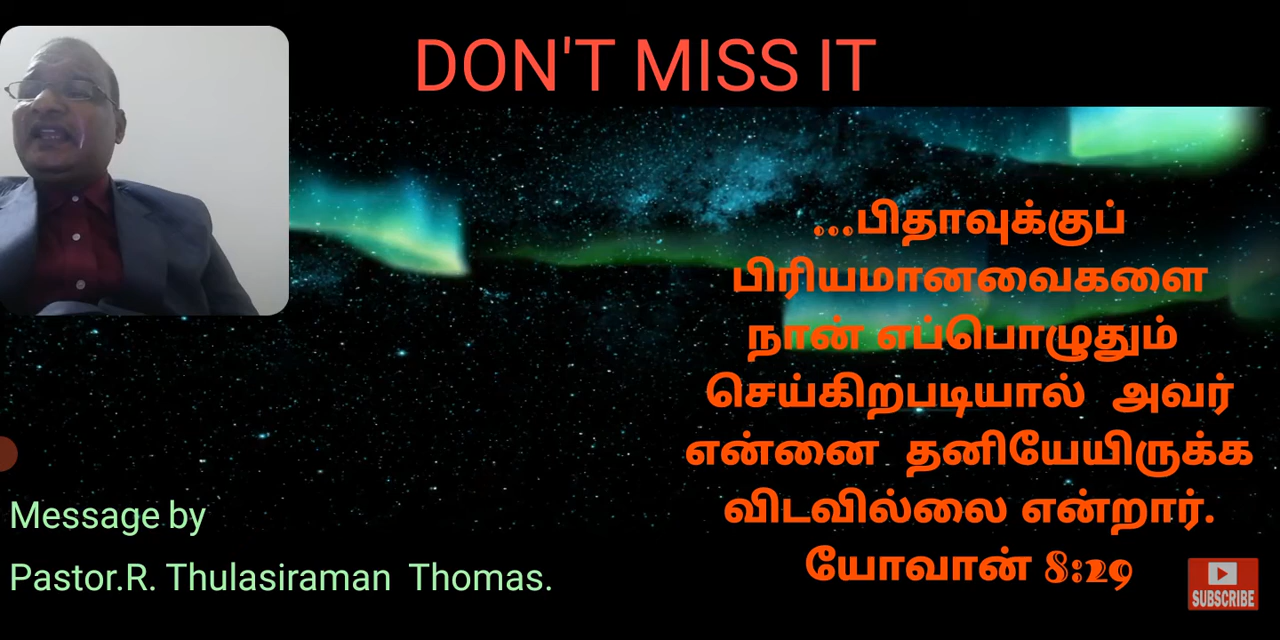 DON'T MISS IT
...பிதாவுக்குப்
பிரியமானவைகளை
நான் எப்பொழுதும்
செய்கிறபடியால் அவர்
என்னை தனியேயிருக்க
விடவில்லை என்றார்.
யோவான் 8:29
Message by
Pastor.R. Thulasiraman Thomas.
SUBSCRIBE